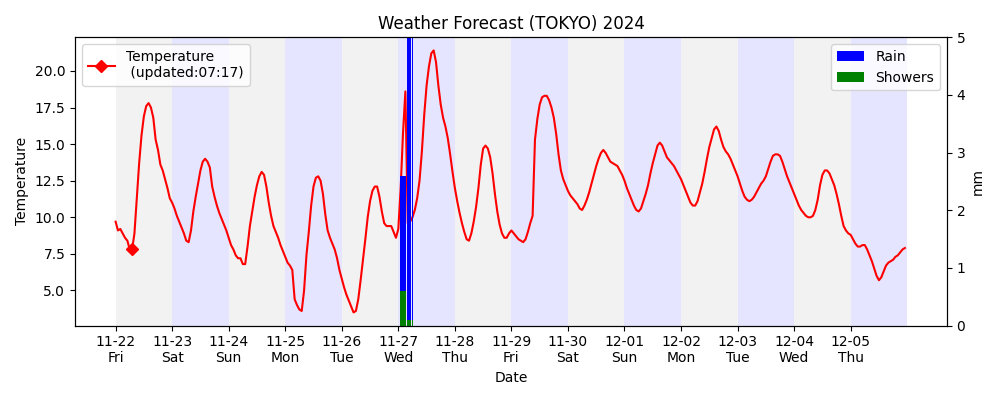 Weather Forecast (TOKYO) 2024
Temperature
(updated:07:17)
Rain
Showers
Temperature
20.0
17.5
15.0
12.5
10.0
7.5
5.0
5
4
3
2
1
0
mm
11-22 11-23 11-24 11-25 11-26 11-27 11-28 11-29 11-30 12-01 12-02 12-03 12-04 12-05
Fri Sat Sun Mon Tue Wed Thu Fri Sat Sun Mon Tue Wed Thu
Date